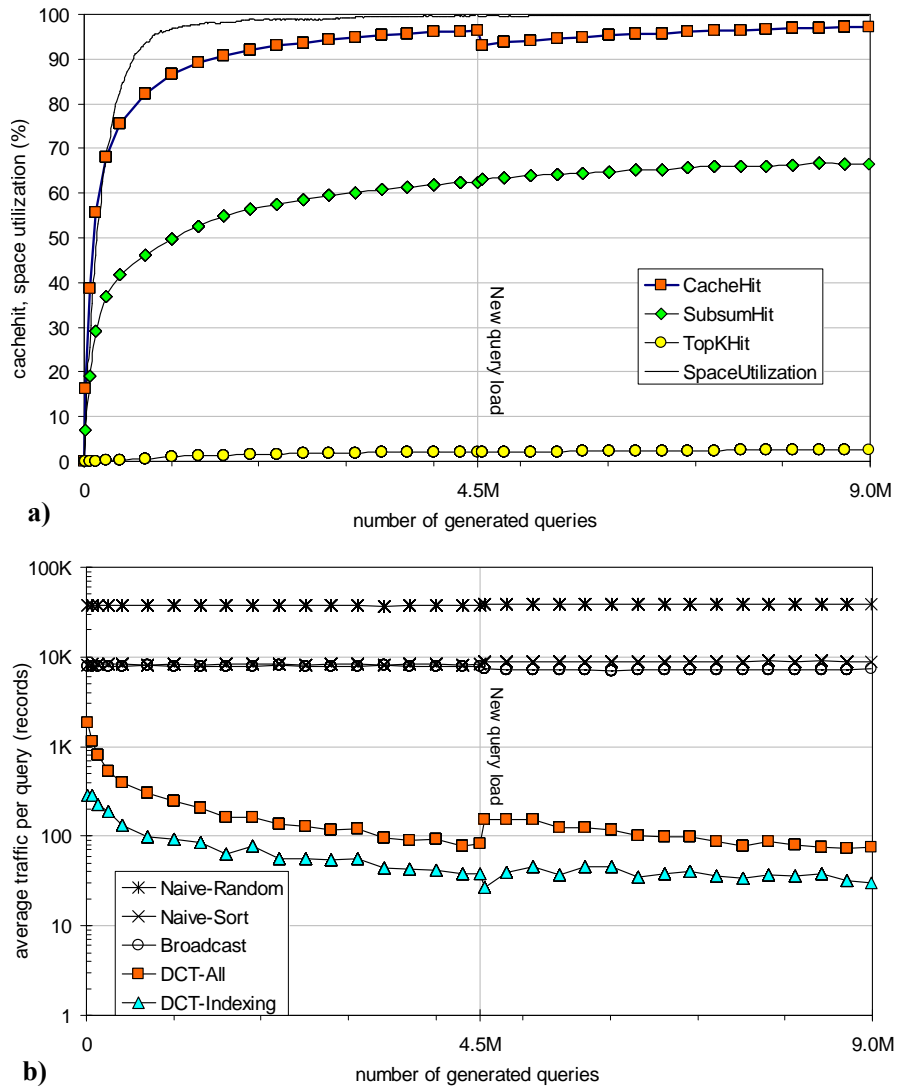 100
90
80
70
60
50
40
30
20
10
0
cachehit, space utilization (%)
New query load
CacheHit
SubsumHit
TopKHit
SpaceUtilization
0
4.5M
9.0M
a)
number of generated queries
100K
10K
1K
100
10
1
average traffic per query (records)
New query load
Naive-Random
Naive-Sort
Broadcast
DCT-All
DCT-Indexing
0
4.5M
9.0M
b)
number of generated queries